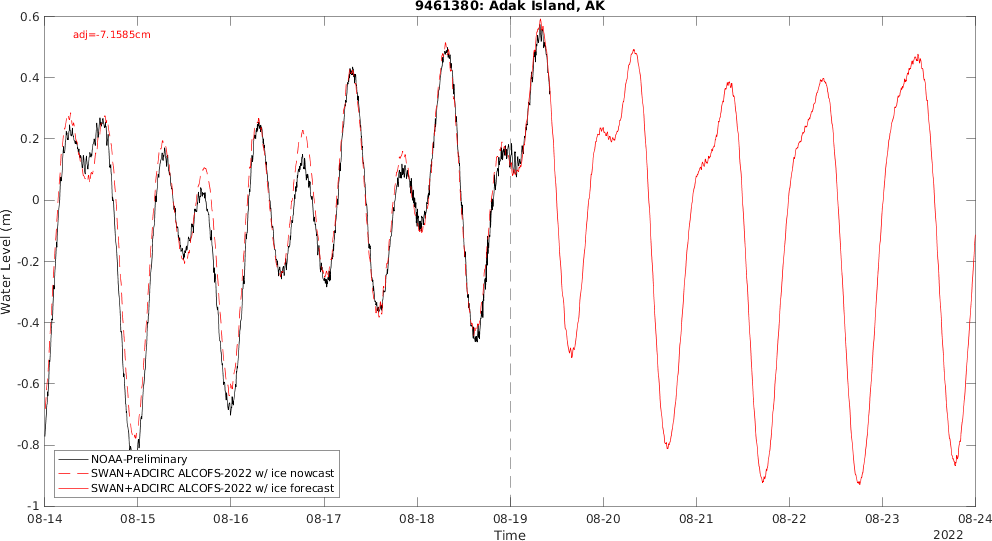 9461380: Adak Island, AK
adj=-7.1585cm
Water Level (m)
0.6
0.4
0.2
0
-0.2
-0.4
-0.6
-0.8
-1
NOAA-Preliminary
SWAN+ADCIRC ALCOFS-2022 w/ ice nowcast
SWAN+ADCIRC ALCOFS-2022 w/ ice forecast
08-14 08-15 08-16 08-17 08-18 08-19 08-20 08-21 08-22 08-23 08-24
Time
2022